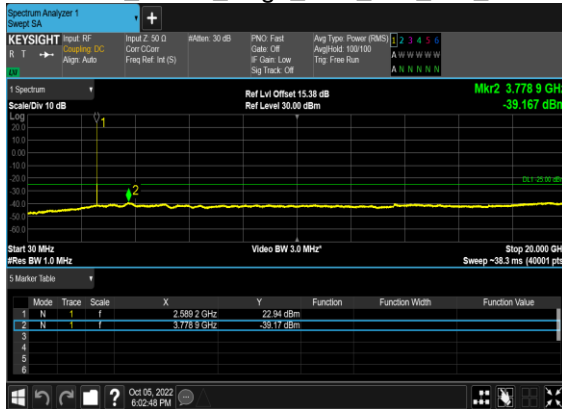 Spectrum Analyzer 1
Swept SA
+
KEYSIGHT Input: RF Input Z: 50 Ω #Atten: 30 dB PNO: Fast Avg Type: Power (RMS) 1 2 3 4 5 6
R T Coupling: DC Corr CCorr Gate: Off Avg|Hold: 100/100 A W W W W W
Align: Auto Freq Ref: Int (S) IF Gain: Low Trig: Free Run
LW Sig Track: Off A N N N N N
1 Spectrum Ref Lvl Offset 15.38 dB Mkr2 3.778 9 GHz
Scale/Div 10 dB Ref Level 30.00 dBm -39.167 dBm
Log
1
20.0
10.0
0.00
-10.0
-20.0 DL1 -25.00 dBm
2
-30.0
-40.0
-50.0
-60.0
Start 30 MHz Video BW 3.0 MHz* Stop 20.000 GH
#Res BW 1.0 MHz Sweep ~38.3 ms (40001 pts
5 Marker Table
Mode Trace Scale X Y Function Function Width Function Value
1 N 1 f 2.589 2 GHz 22.94 dBm
2 N 1 f 3.778 9 GHz -39.17 dBm
3
4
5
6
? Oct 05, 2022
6:02:48 PM